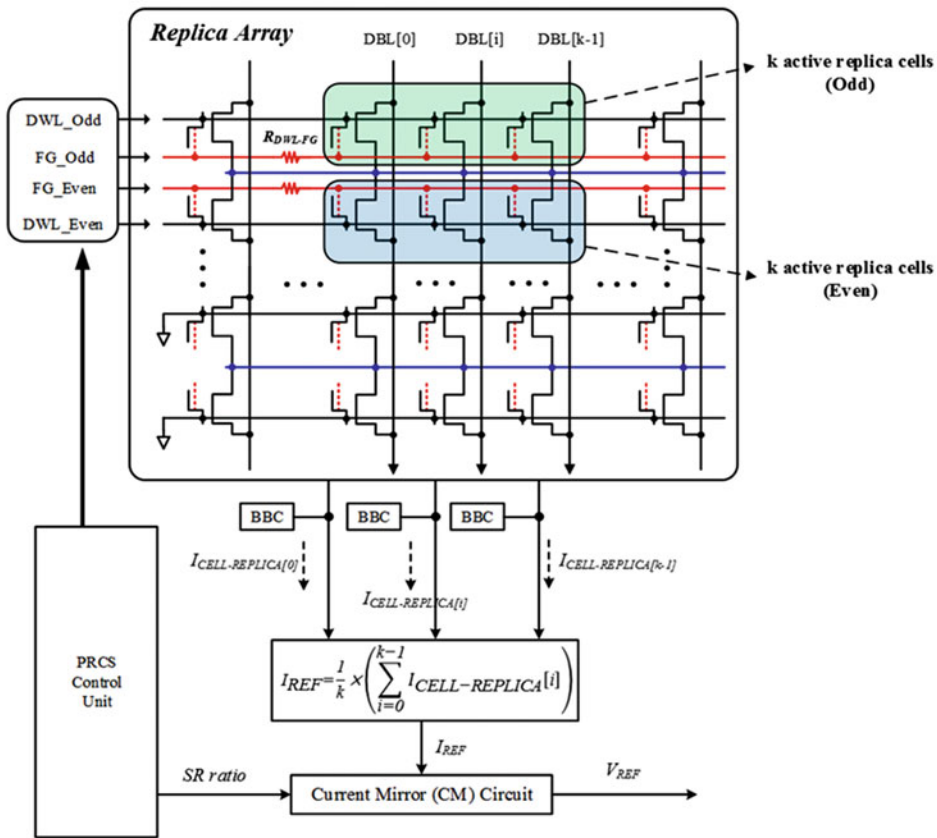 Replica Array
DBL[0]
DBL[i]
DBL[k-1]
k active replica cells
(Odd)
DWL_Odd
FG_Odd
FG_Even
DWL_Even
R_DWL-FG
k active replica cells
(Even)
BBC
BBC
BBC
I_CELL-REPLICA[0]
I_CELL-REPLICA[i]
I_CELL-REPLICA[k-1]
I_REF=1/k ×(∑_{i=0}^{k−1} I_CELL−REPLICA[i])
PRCS
Control
Unit
I_REF
SR ratio
Current Mirror (CM) Circuit
V_REF